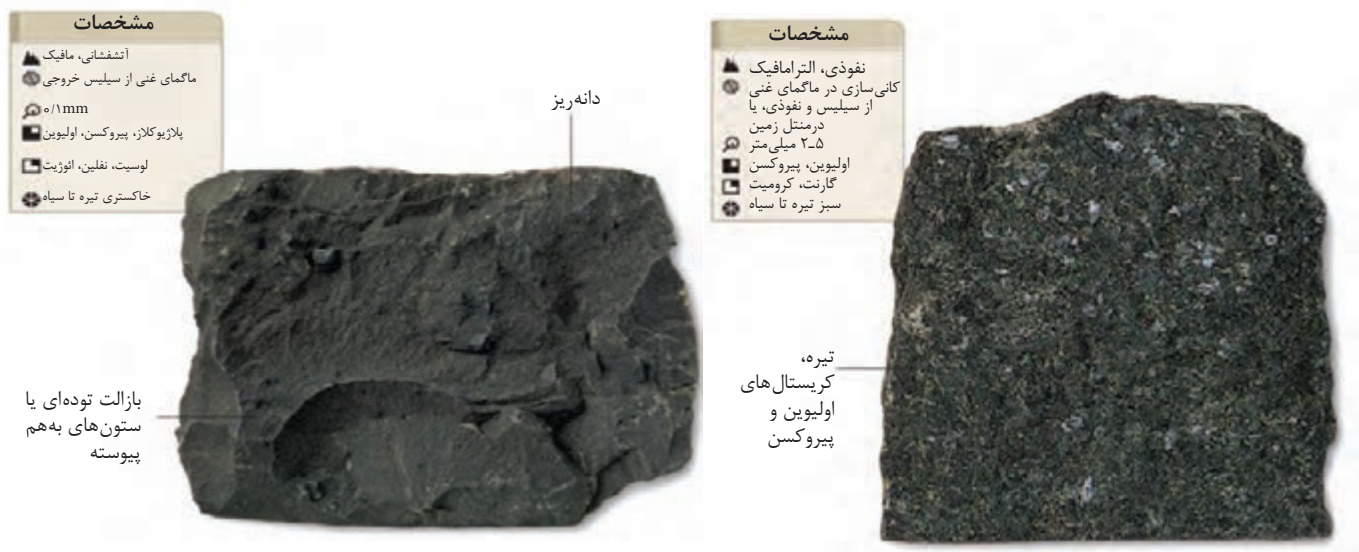 مشخصات
نفوذی، الترامافیک
کانی‌سازی در ماگمای غنی
از سیلیس و نفوذی، یا
درمنتل زمین
۵ـ۲ میلی‌متر
اولیوین، پیروکسن
گارنت، کرومیت
سبز تیره تا سیاه
تیره،
کریستال‌های
اولیوین و
پیروکسن
مشخصات
آتشفشانی، مافیک
ماگمای غنی از سیلیس خروجی
۰/۱mm
پلاژیوکلاز، پیروکسن، اولیوین
لوسیت، نفلین، ائوژیت
خاکستری تیره تا سیاه
دانه‌ریز
بازالت توده‌ای یا
ستون‌های به‌هم
پیوسته